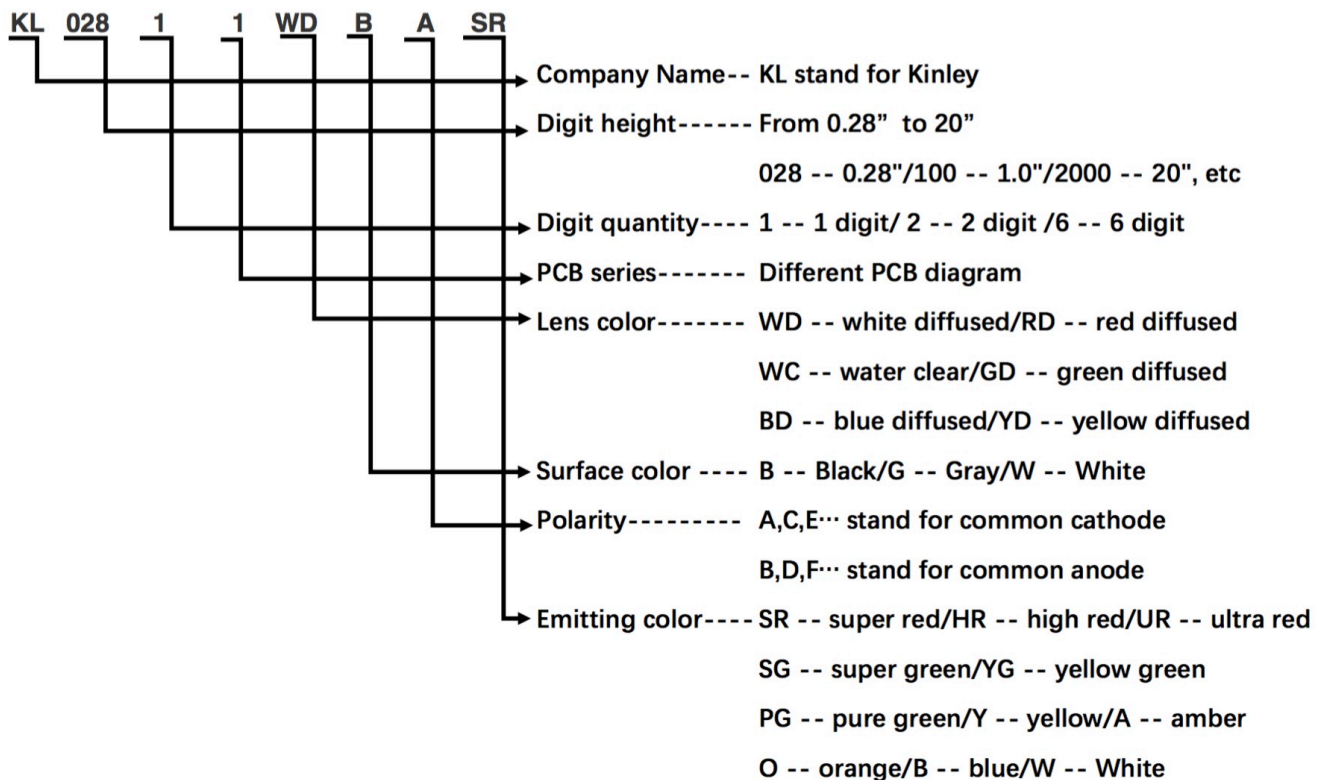 KL 028 1 1 WD B A SR
Company Name-- KL stand for Kinley
Digit height------ From 0.28” to 20”
028 -- 0.28"/100 -- 1.0"/2000 -- 20", etc
Digit quantity---- 1 -- 1 digit/ 2 -- 2 digit /6 -- 6 digit
PCB series------- Different PCB diagram
Lens color------- WD -- white diffused/RD -- red diffused
WC -- water clear/GD -- green diffused
BD -- blue diffused/YD -- yellow diffused
Surface color ---- B -- Black/G -- Gray/W -- White
Polarity--------- A,C,E··· stand for common cathode
B,D,F··· stand for common anode
Emitting color---- SR -- super red/HR -- high red/UR -- ultra red
SG -- super green/YG -- yellow green
PG -- pure green/Y -- yellow/A -- amber
O -- orange/B -- blue/W -- White